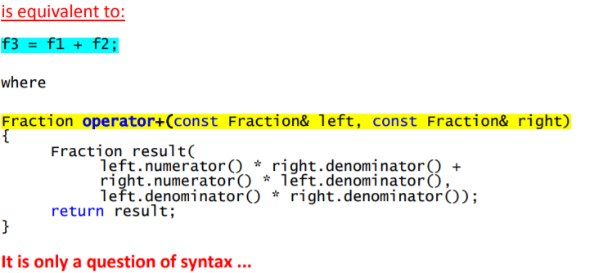 is equivalent to:
f3 = f1 + f2;
where
Fraction operator+(const Fraction& left, const Fraction& right)
{
Fraction result(
left.numerator() * right.denominator() +
right.numerator() * left.denominator(),
left.denominator() * right.denominator());
return result;
}
It is only a question of syntax ...